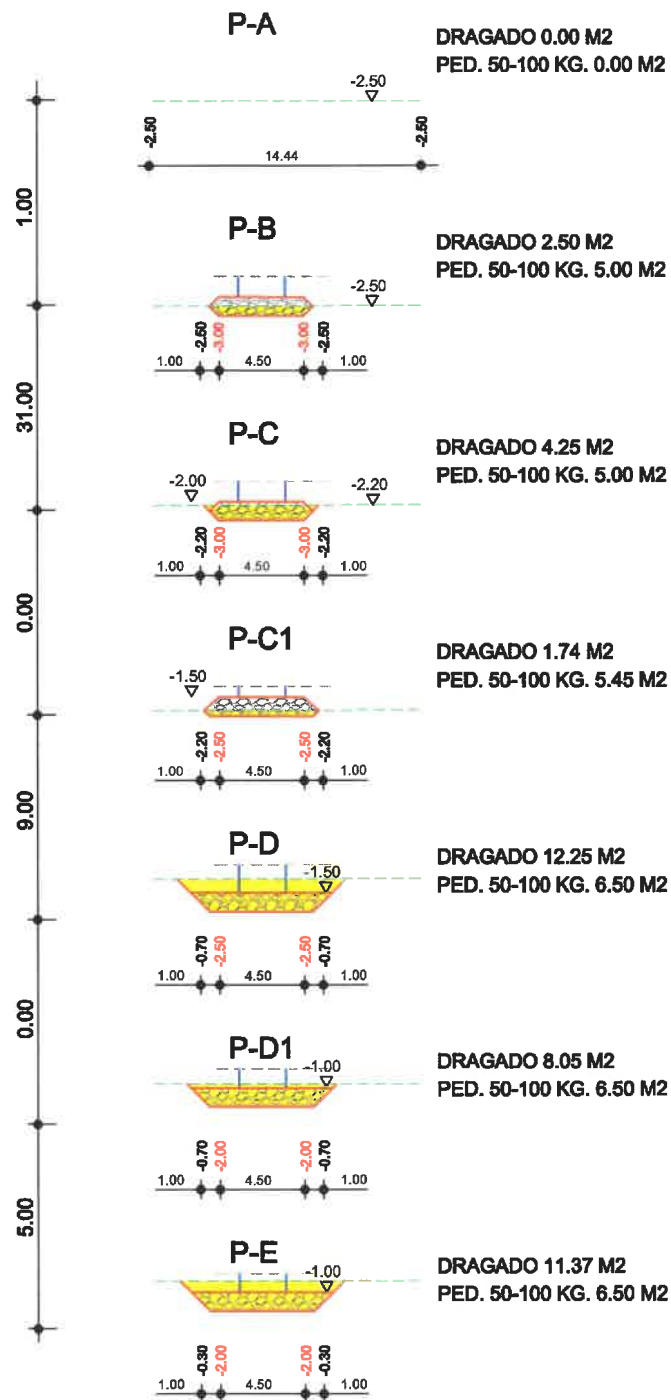 P-A
DRAGADO 0.00 M2
PED. 50-100 KG. 0.00 M2
-2.50
-2.50
-2.50
14.44
1.00
P-B
DRAGADO 2.50 M2
PED. 50-100 KG. 5.00 M2
-2.50
-2.50
-3.00
-3.00
-2.50
1.00
4.50
1.00
31.00
P-C
DRAGADO 4.25 M2
PED. 50-100 KG. 5.00 M2
-2.00
-2.20
-2.20
-3.00
-3.00
-2.20
1.00
4.50
1.00
0.00
P-C1
DRAGADO 1.74 M2
PED. 50-100 KG. 5.45 M2
-1.50
-2.20
-2.50
-2.50
-2.20
1.00
4.50
1.00
9.00
P-D
DRAGADO 12.25 M2
PED. 50-100 KG. 6.50 M2
-1.50
-0.70
-2.50
-2.50
-0.70
1.00
4.50
1.00
0.00
P-D1
DRAGADO 8.05 M2
PED. 50-100 KG. 6.50 M2
-1.00
-0.70
-2.00
-2.00
-0.70
1.00
4.50
1.00
5.00
P-E
DRAGADO 11.37 M2
PED. 50-100 KG. 6.50 M2
-1.00
-0.30
-2.00
-2.00
-0.30
1.00
4.50
1.00